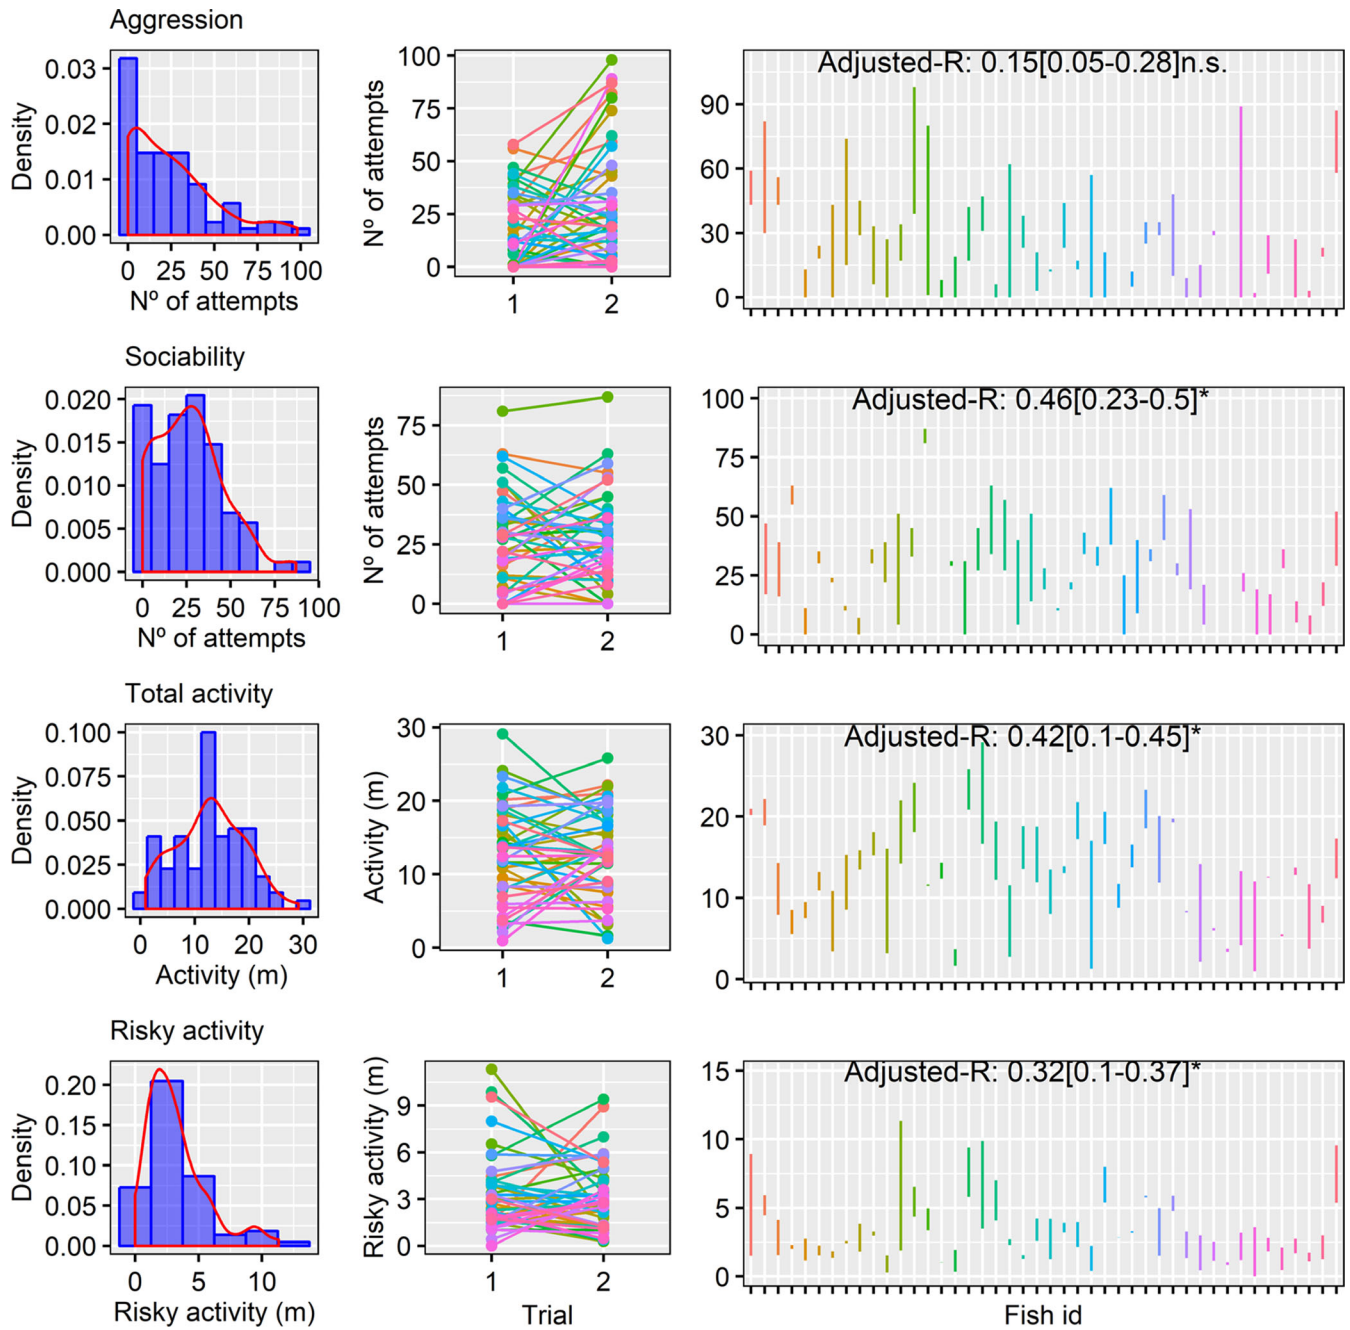 Aggression
Density
0.03
0.02
0.01
0.00
0 25 50 75 100
Nº of attempts
Nº of attempts
100
75
50
25
0
1 2
Adjusted-R: 0.15[0.05-0.28]n.s.
90
60
30
0
Sociability
Density
0.020
0.015
0.010
0.005
0.000
0 25 50 75 100
Nº of attempts
Nº of attempts
75
50
25
0
1 2
Adjusted-R: 0.46[0.23-0.5]*
100
75
50
25
0
Total activity
Density
0.100
0.075
0.050
0.025
0.000
0 10 20 30
Activity (m)
Activity (m)
30
20
10
0
1 2
Adjusted-R: 0.42[0.1-0.45]*
30
20
10
0
Risky activity
Density
0.20
0.15
0.10
0.05
0.00
0 5 10
Risky activity (m)
Risky activity (m)
9
6
3
0
1 2
Trial
Adjusted-R: 0.32[0.1-0.37]*
15
10
5
0
Fish id